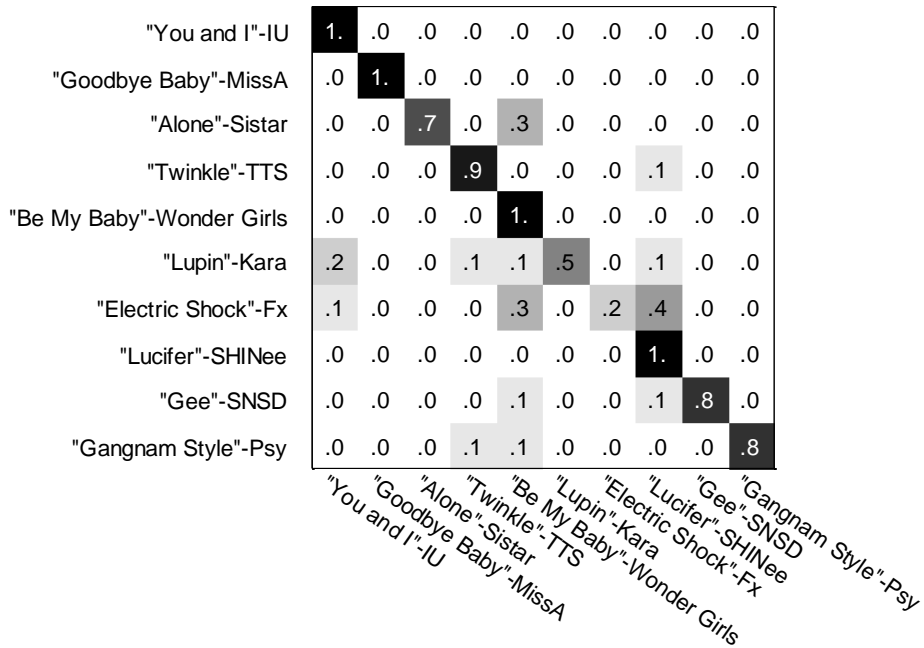 "You and I"-IU 1. .0 .0 .0 .0 .0 .0 .0 .0 .0
"Goodbye Baby"-MissA .0 1. .0 .0 .0 .0 .0 .0 .0 .0
"Alone"-Sistar .0 .0 .7 .0 .3 .0 .0 .0 .0 .0
"Twinkle"-TTS .0 .0 .0 .9 .0 .0 .0 .1 .0 .0
"Be My Baby"-Wonder Girls .0 .0 .0 .0 1. .0 .0 .0 .0 .0
"Lupin"-Kara .2 .0 .0 .1 .1 .5 .0 .1 .0 .0
"Electric Shock"-Fx .1 .0 .0 .0 .3 .0 .2 .4 .0 .0
"Lucifer"-SHINee .0 .0 .0 .0 .0 .0 .0 1. .0 .0
"Gee"-SNSD .0 .0 .0 .0 .1 .0 .0 .1 .8 .0
"Gangnam Style"-Psy .0 .0 .0 .1 .1 .0 .0 .0 .0 .8
"You and I"-IU
"Goodbye Baby"-MissA
"Alone"-Sistar
"Twinkle"-TTS
"Be My Baby"-Wonder Girls
"Lupin"-Kara
"Electric Shock"-Fx
"Lucifer"-SHINee
"Gee"-SNSD
"Gangnam Style"-Psy